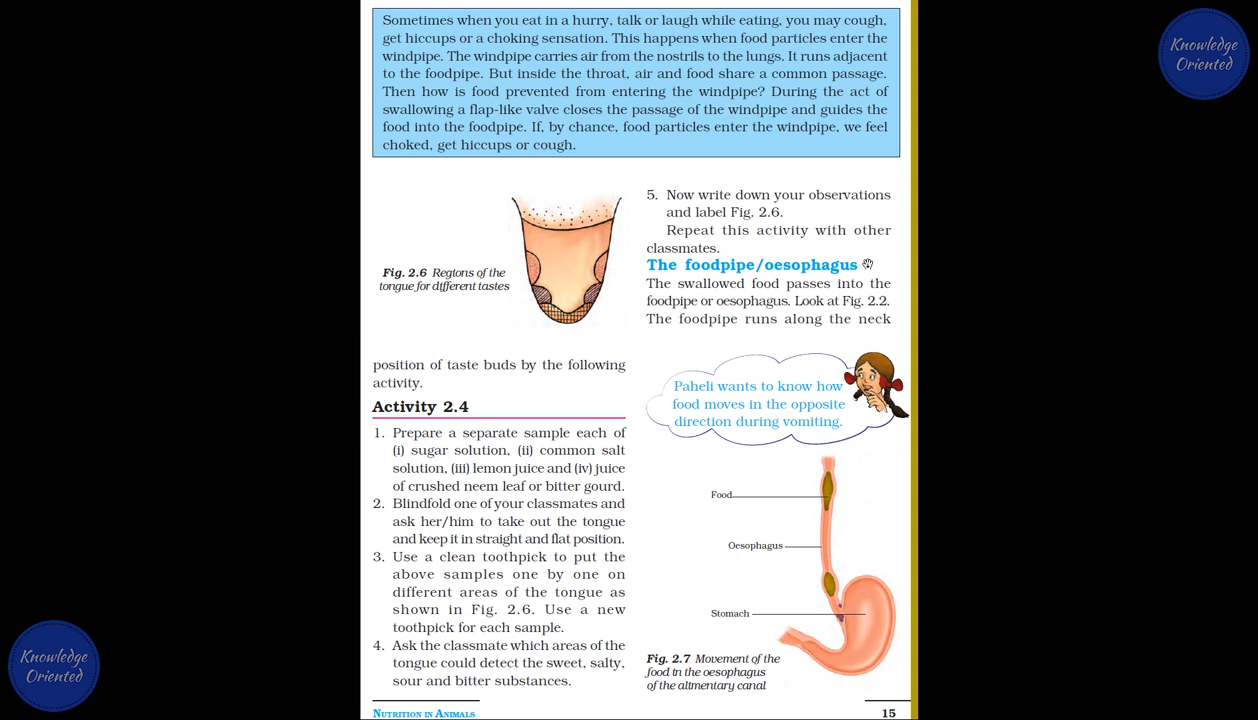 Sometimes when you eat in a hurry, talk or laugh while eating, you may cough,
get hiccups or a choking sensation. This happens when food particles enter the
windpipe. The windpipe carries air from the nostrils to the lungs. It runs adjacent
to the foodpipe. But inside the throat, air and food share a common passage.
Then how is food prevented from entering the windpipe? During the act of
swallowing a flap-like valve closes the passage of the windpipe and guides the
food into the foodpipe. If, by chance, food particles enter the windpipe, we feel
choked, get hiccups or cough.
Fig. 2.6 Regions of the
tongue for different tastes
position of taste buds by the following
activity.
Activity 2.4
1. Prepare a separate sample each of
(i) sugar solution, (ii) common salt
solution, (iii) lemon juice and (iv) juice
of crushed neem leaf or bitter gourd.
2. Blindfold one of your classmates and
ask her/him to take out the tongue
and keep it in straight and flat position.
3. Use a clean toothpick to put the
above samples one by one on
different areas of the tongue as
shown in Fig. 2.6. Use a new
toothpick for each sample.
4. Ask the classmate which areas of the
tongue could detect the sweet, salty,
sour and bitter substances.
5. Now write down your observations
and label Fig. 2.6.
Repeat this activity with other
classmates.
The foodpipe/oesophagus
The swallowed food passes into the
foodpipe or oesophagus. Look at Fig. 2.2.
The foodpipe runs along the neck
Paheli wants to know how
food moves in the opposite
direction during vomiting.
Food
Oesophagus
Stomach
Fig. 2.7 Movement of the
food in the oesophagus
of the alimentary canal
NUTRITION IN ANIMALS
15
Knowledge
Oriented
Knowledge
Oriented